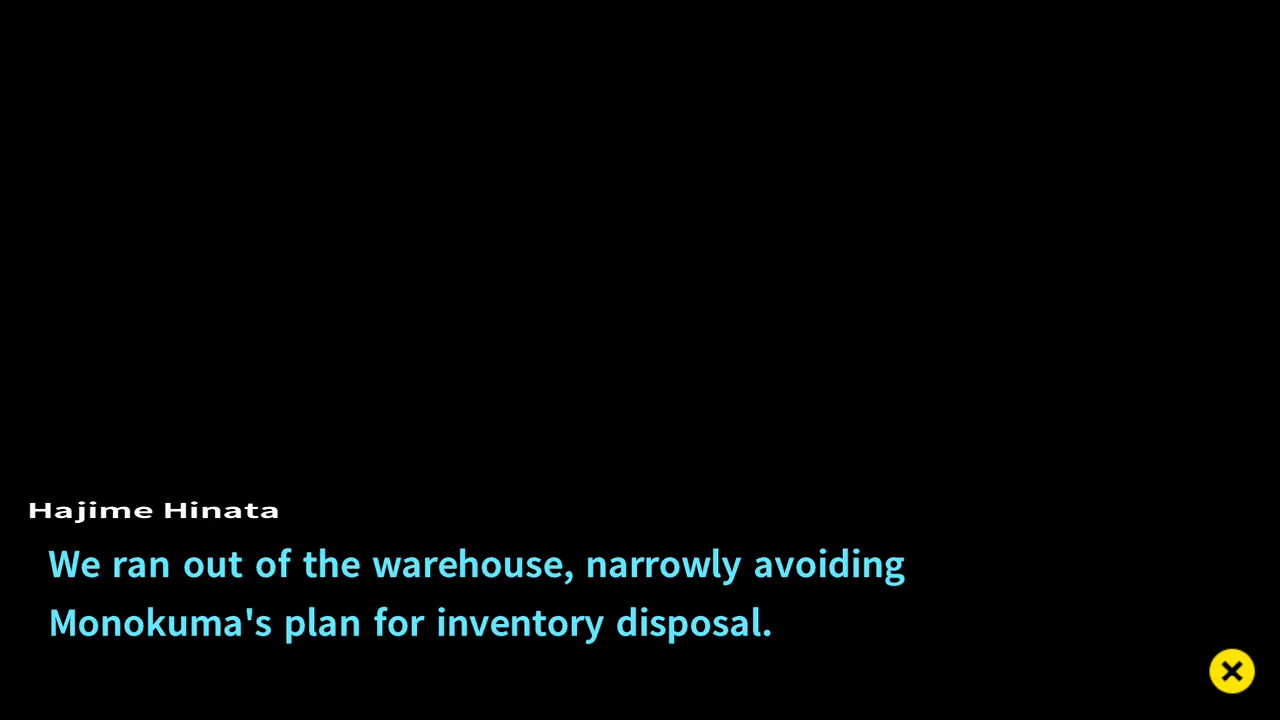 Hajime Hinata
We ran out of the warehouse, narrowly avoiding
Monokuma's plan for inventory disposal.